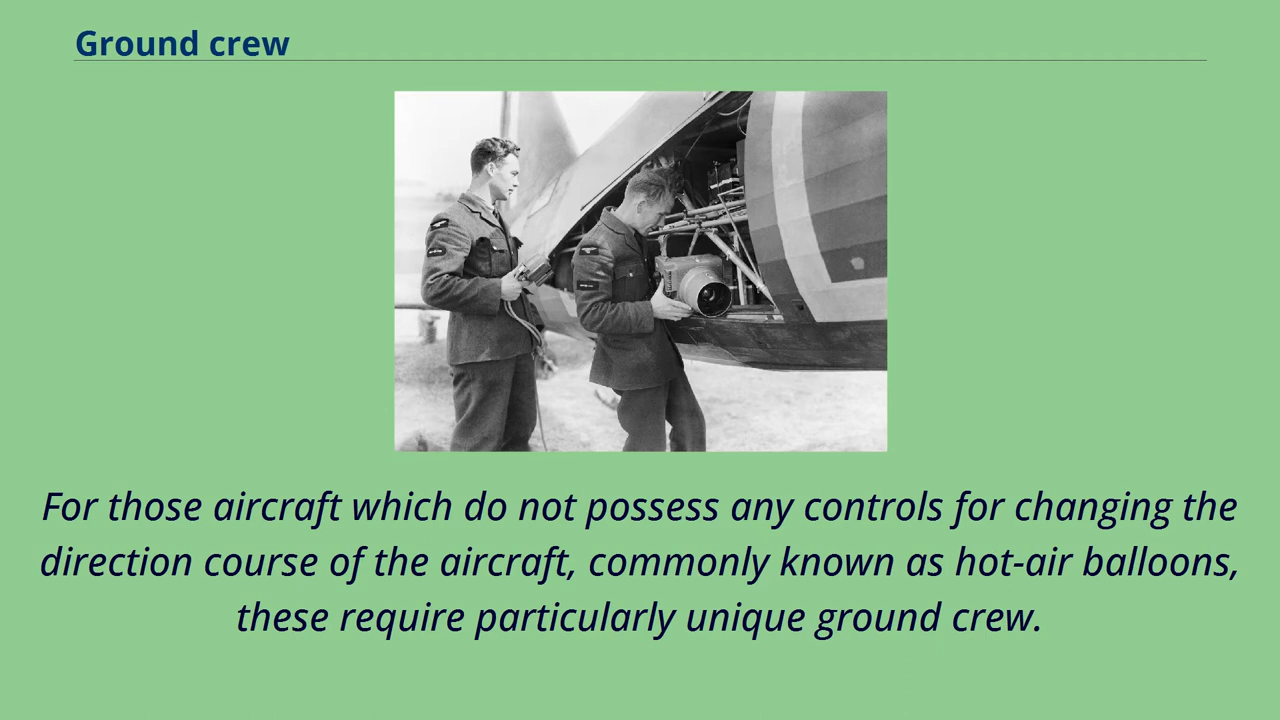 Ground crew
For those aircraft which do not possess any controls for changing the
direction course of the aircraft, commonly known as hot-air balloons,
these require particularly unique ground crew.